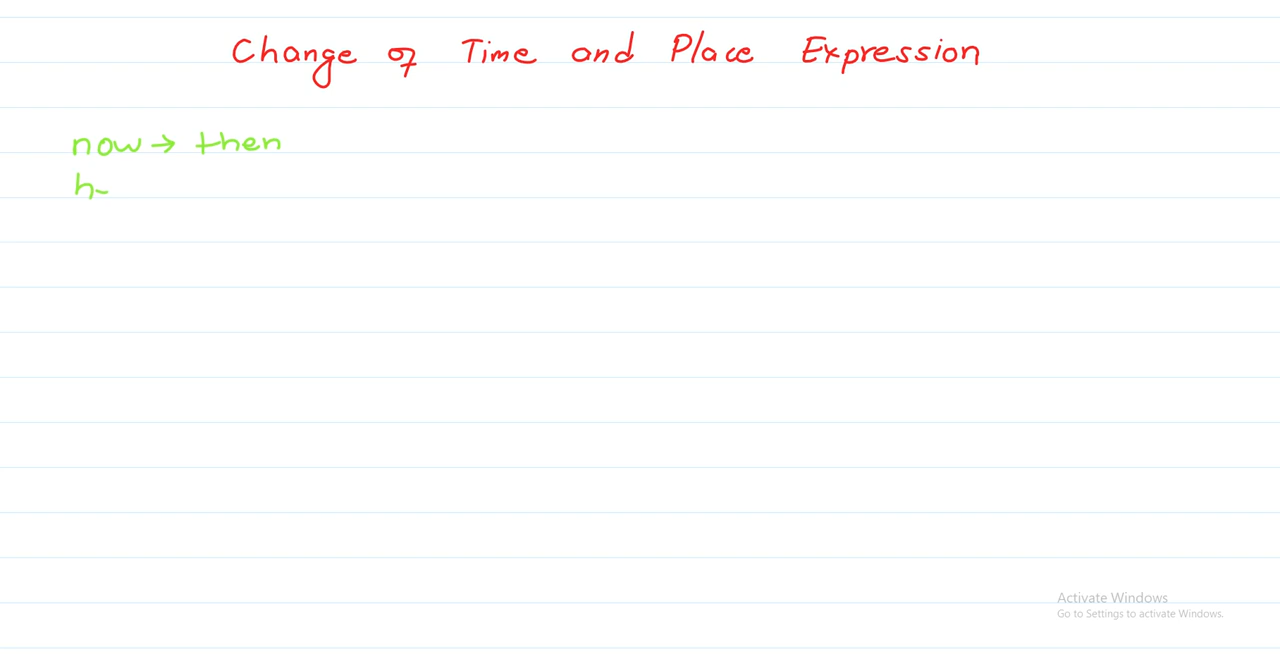 Change of Time and Place Expression
now → then
Activate Windows
Go to Settings to activate Windows.